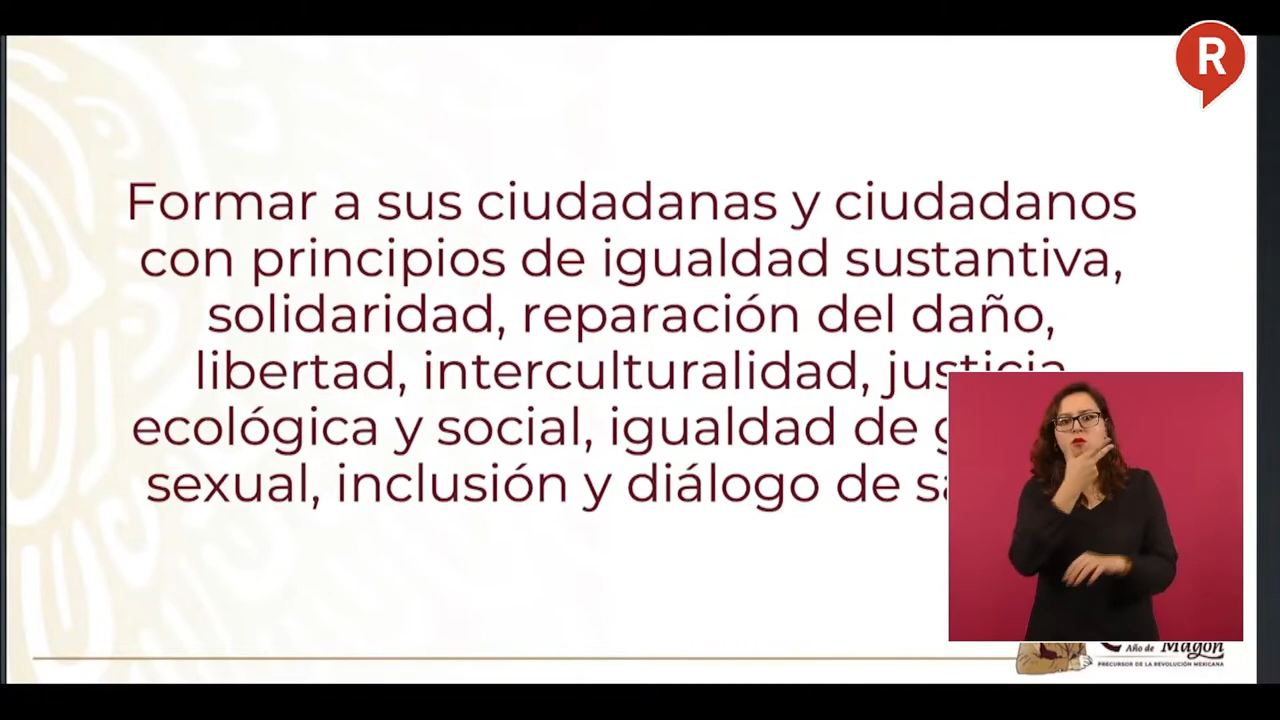 R
Formar a sus ciudadanas y ciudadanos
con principios de igualdad sustantiva,
solidaridad, reparación del daño,
libertad, interculturalidad, justicia
ecológica y social, igualdad de
sexual, inclusión y diálogo de
Año de Magón
PRECURSOR DE LA REVOLUCIÓN MEXICANA